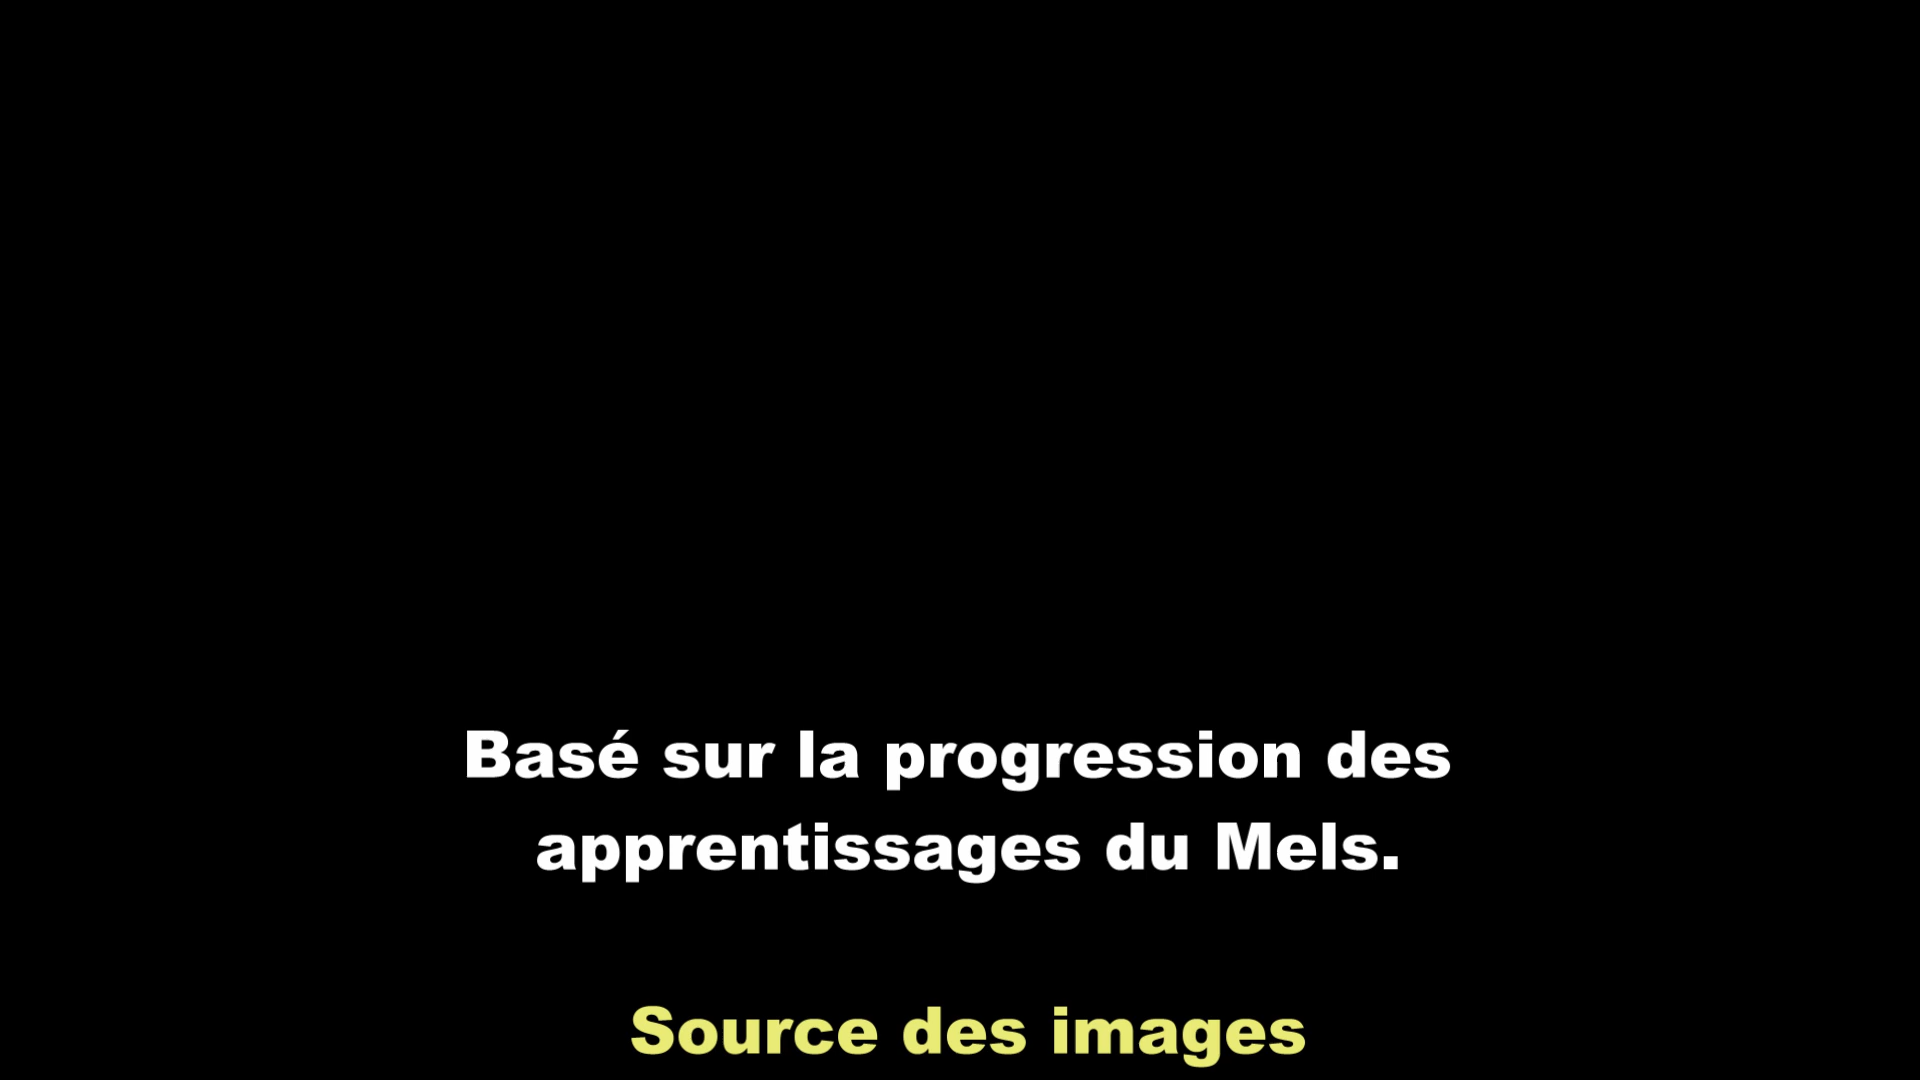 Basé sur la progression des
apprentissages du Mels.
Source des images